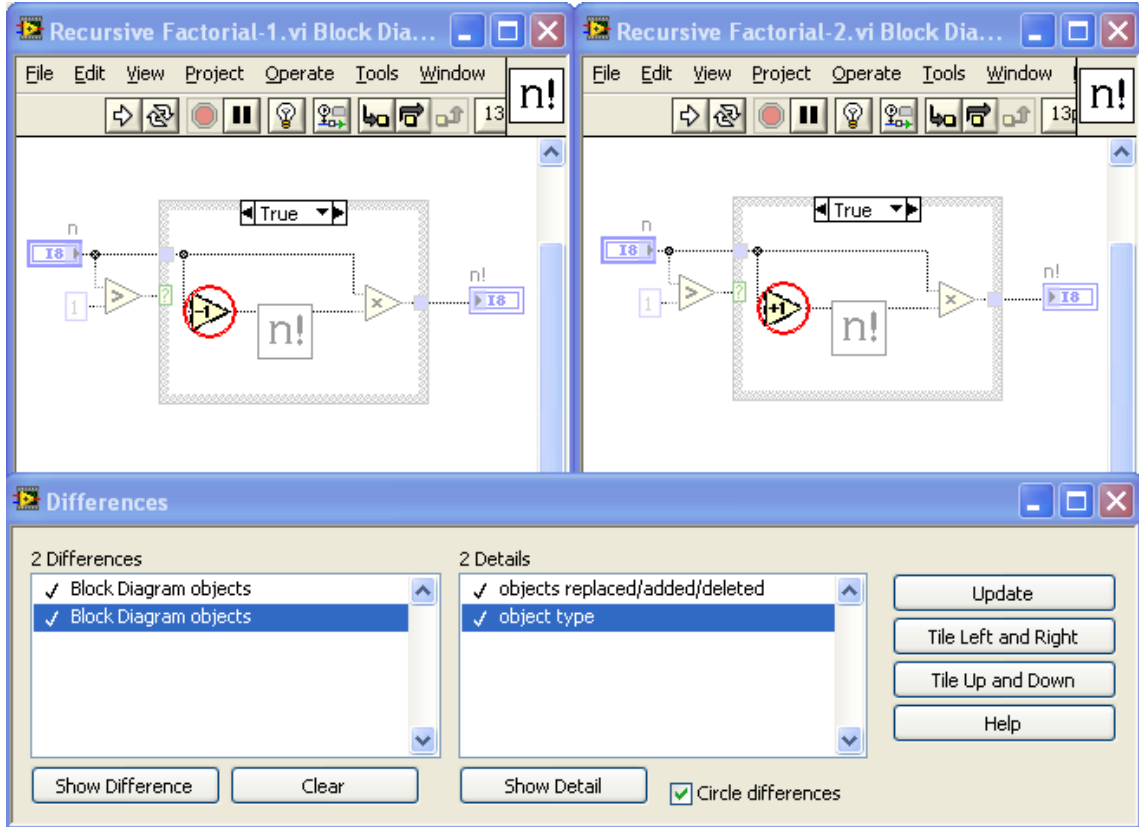 Recursive Factorial-1.vi Block Dia...
File Edit View Project Operate Tools Window
n!
13
True
n
I8
1
>
?
-1
n!
x
n!
I8
Recursive Factorial-2.vi Block Dia...
File Edit View Project Operate Tools Window
n!
13p
True
n
I8
1
>
?
+1
n!
x
n!
I8
Differences
2 Differences
Block Diagram objects
Block Diagram objects
Show Difference
Clear
2 Details
objects replaced/added/deleted
object type
Show Detail
Circle differences
Update
Tile Left and Right
Tile Up and Down
Help